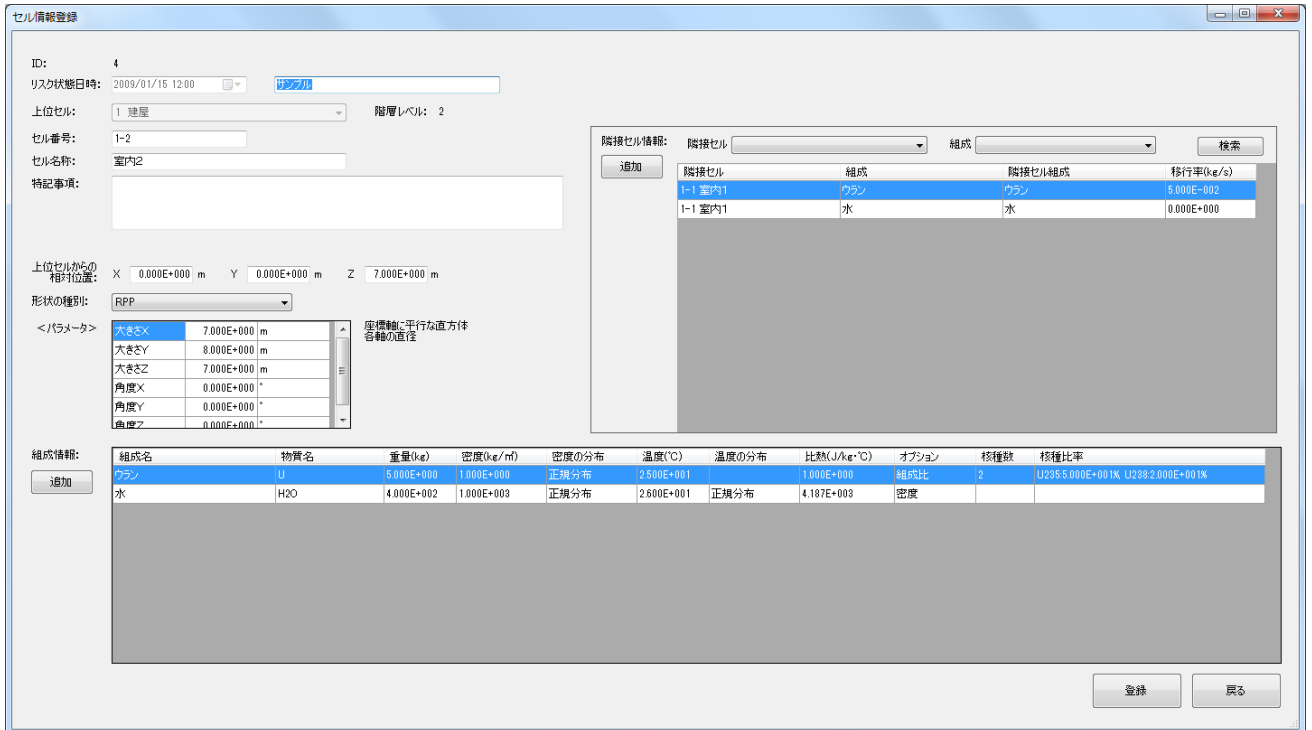 セル情報登録
ID: 4
リスク状態日時: 2009/01/15 12:00 サンプル
上位セル: 1 建屋 階層レベル: 2
セル番号: 1-2
セル名称: 室内2
特記事項:
隣接セル情報: 隣接セル 組成 検索
追加
隣接セル 組成 隣接セル組成 移行率(kg/s)
1-1 室内1 ウラン ウラン 5.000E-002
1-1 室内1 水 水 0.000E+000
上位セルからの
相対位置: X 0.000E+000 m Y 0.000E+000 m Z 7.000E+000 m
形状の種別: RPP
<パラメータ>
大きさX 7.000E+000 m
大きさY 8.000E+000 m
大きさZ 7.000E+000 m
角度X 0.000E+000 °
角度Y 0.000E+000 °
角度Z 0.000E+000 °
座標軸に平行な直方体
各軸の直径
組成情報:
追加
組成名 物質名 重量(kg) 密度(kg/㎥) 密度の分布 温度(℃) 温度の分布 比熱(J/kg・℃) オプション 核種数 核種比率
ウラン U 5.000E+000 1.000E+000 正規分布 2.500E+001 1.000E+000 組成比 2 U235:5.000E+001%, U238:2.000E+001%
水 H2O 4.000E+002 1.000E+003 正規分布 2.600E+001 正規分布 4.187E+003 密度
登録 戻る